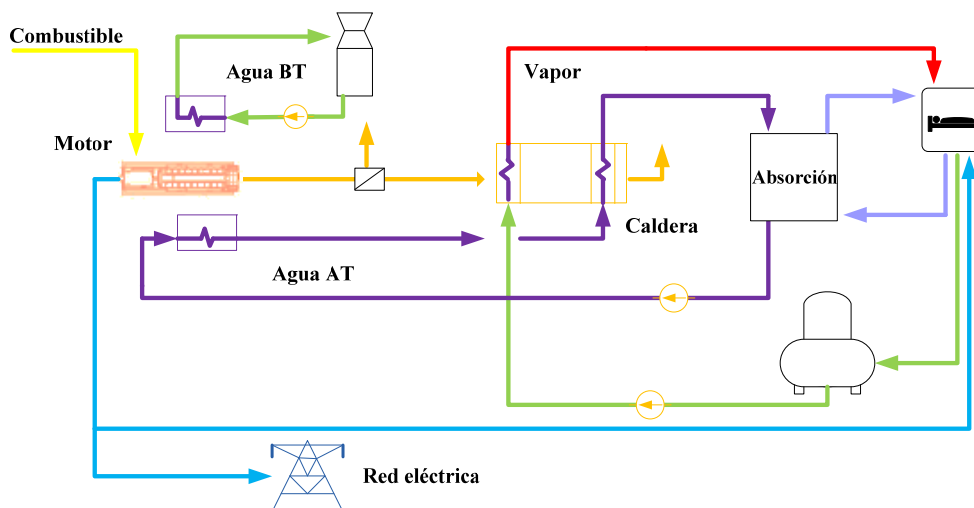 Combustible
Agua BT
Vapor
Motor
Absorción
Caldera
Agua AT
Red eléctrica